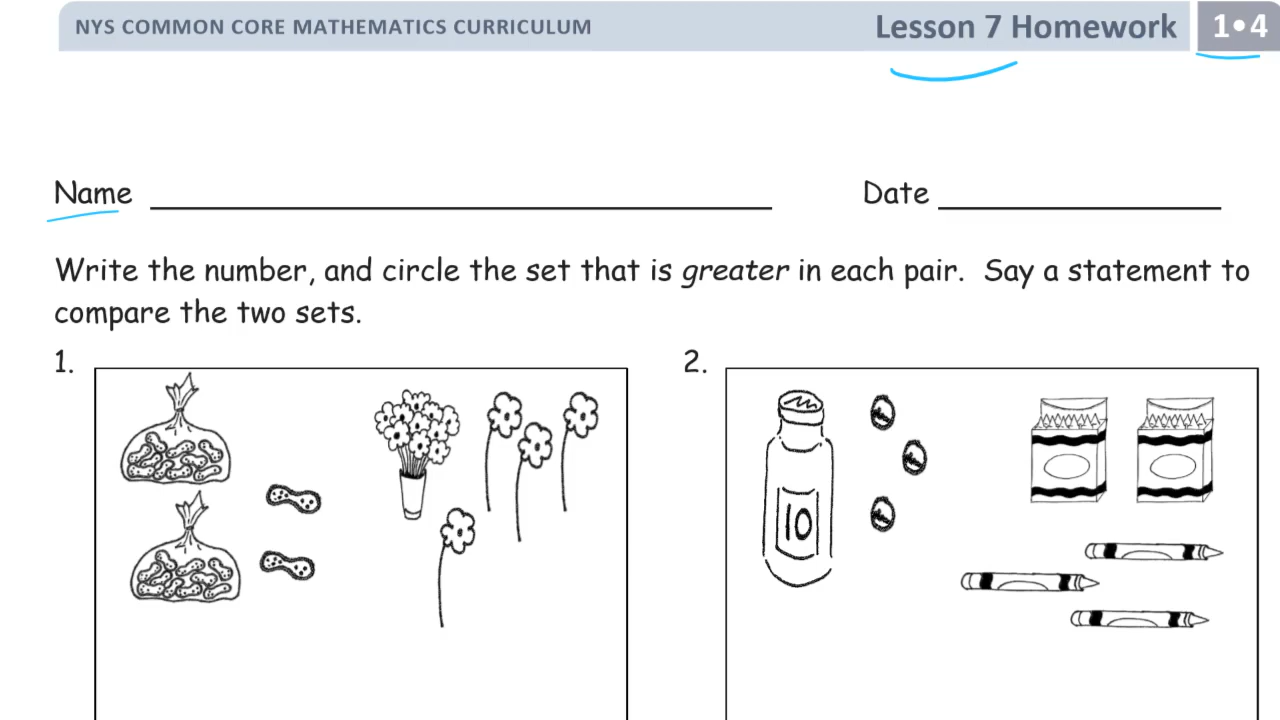 NYS COMMON CORE MATHEMATICS CURRICULUM
Lesson 7 Homework
1•4
Name
Date
Write the number, and circle the set that is greater in each pair. Say a statement to
compare the two sets.
1.
2.
10